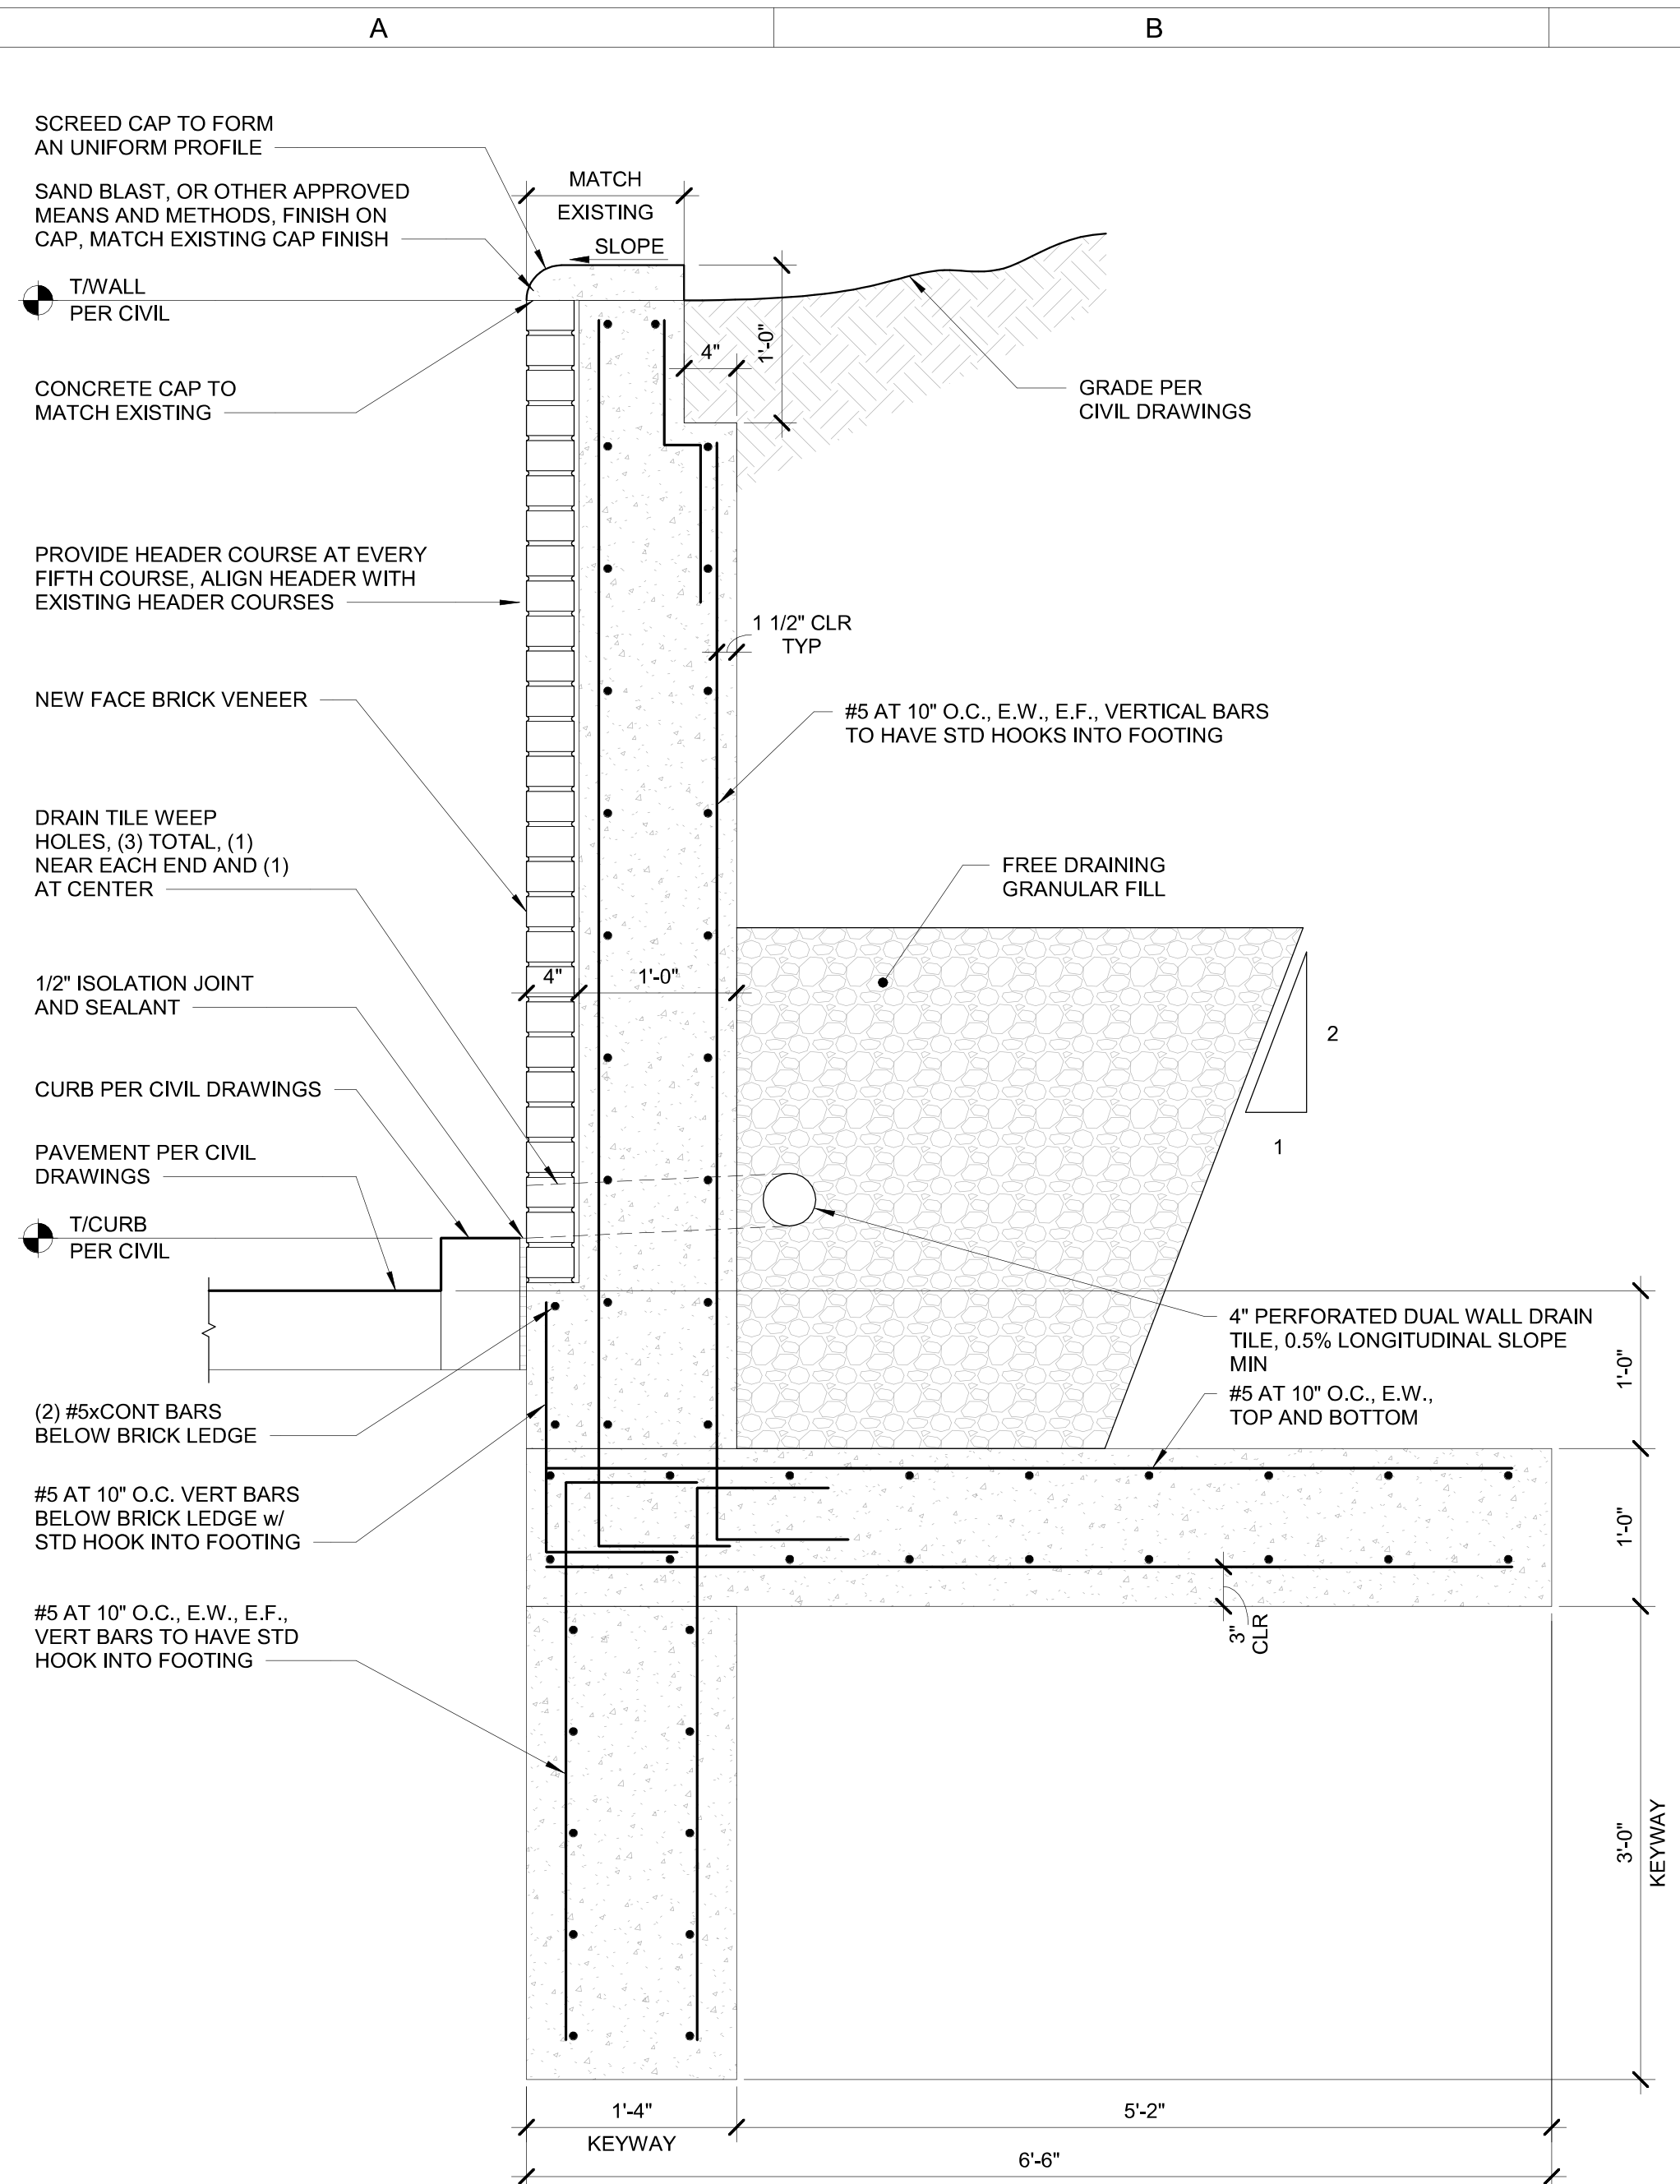 A
B
SCREED CAP TO FORM
AN UNIFORM PROFILE
SAND BLAST, OR OTHER APPROVED
MEANS AND METHODS, FINISH ON
CAP, MATCH EXISTING CAP FINISH
MATCH
EXISTING
SLOPE
T/WALL
PER CIVIL
4"
1'-0"
CONCRETE CAP TO
MATCH EXISTING
GRADE PER
CIVIL DRAWINGS
PROVIDE HEADER COURSE AT EVERY
FIFTH COURSE, ALIGN HEADER WITH
EXISTING HEADER COURSES
1 1/2" CLR
TYP
NEW FACE BRICK VENEER
#5 AT 10" O.C., E.W., E.F., VERTICAL BARS
TO HAVE STD HOOKS INTO FOOTING
DRAIN TILE WEEP
HOLES, (3) TOTAL, (1)
NEAR EACH END AND (1)
AT CENTER
FREE DRAINING
GRANULAR FILL
1/2" ISOLATION JOINT
AND SEALANT
4"
1'-0"
2
1
CURB PER CIVIL DRAWINGS
PAVEMENT PER CIVIL
DRAWINGS
T/CURB
PER CIVIL
4" PERFORATED DUAL WALL DRAIN
TILE, 0.5% LONGITUDINAL SLOPE
MIN
1'-0"
#5 AT 10" O.C., E.W.,
TOP AND BOTTOM
(2) #5xCONT BARS
BELOW BRICK LEDGE
#5 AT 10" O.C. VERT BARS
BELOW BRICK LEDGE w/
STD HOOK INTO FOOTING
1'-0"
3"
CLR
#5 AT 10" O.C., E.W., E.F.,
VERT BARS TO HAVE STD
HOOK INTO FOOTING
3'-0"
KEYWAY
1'-4"
KEYWAY
5'-2"
6'-6"